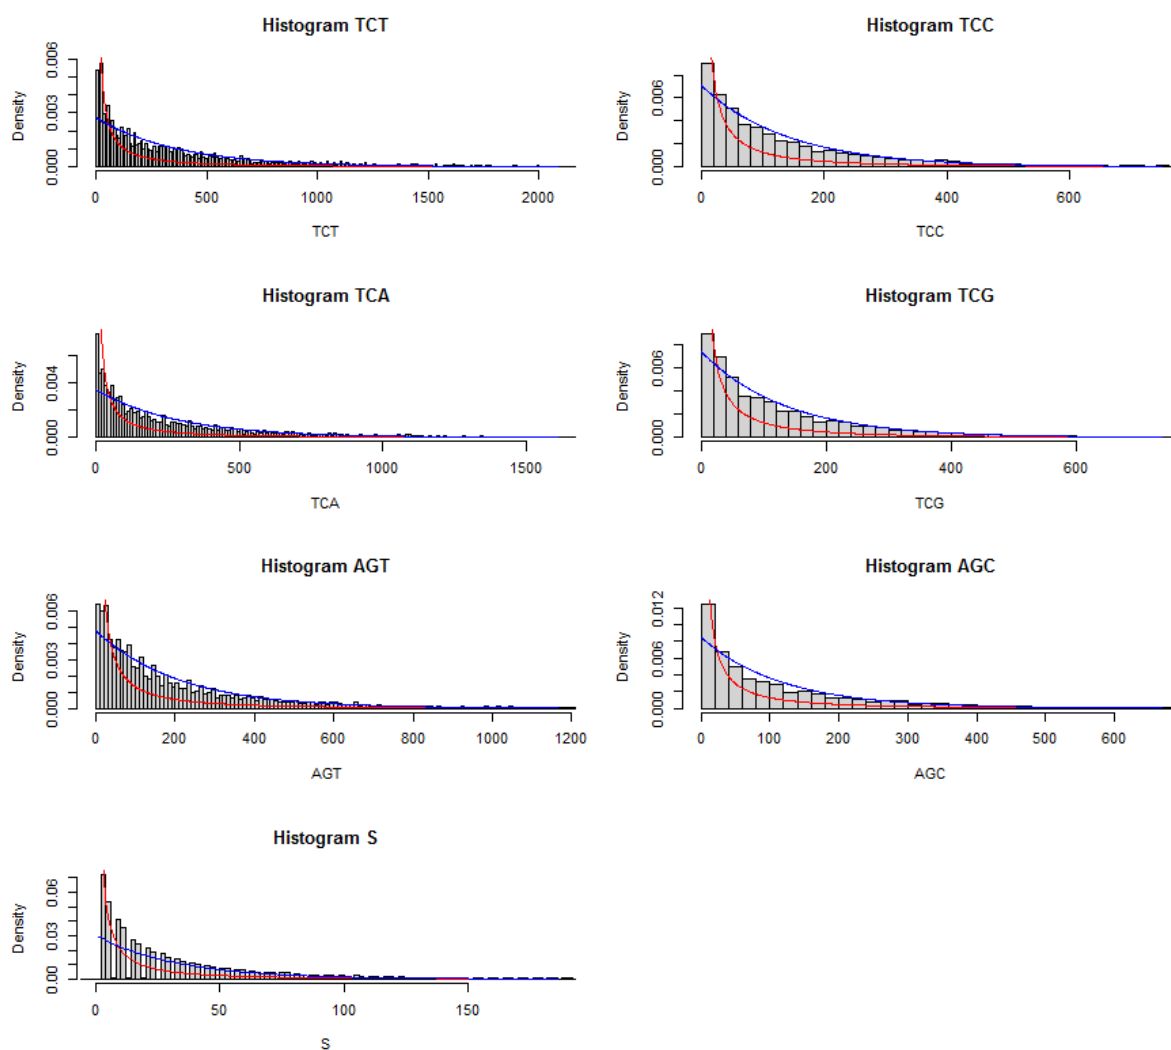 Histogram TCT
Density
0.000 0.003 0.006
0 500 1000 1500 2000
TCT
Histogram TCC
Density
0.000 0.006
0 200 400 600
TCC
Histogram TCA
Density
0.000 0.004
0 500 1000 1500
TCA
Histogram TCG
Density
0.000 0.006
0 200 400 600
TCG
Histogram AGT
Density
0.000 0.003 0.006
0 200 400 600 800 1000 1200
AGT
Histogram AGC
Density
0.000 0.006 0.012
0 100 200 300 400 500 600
AGC
Histogram S
Density
0.00 0.03 0.06
0 50 100 150
S